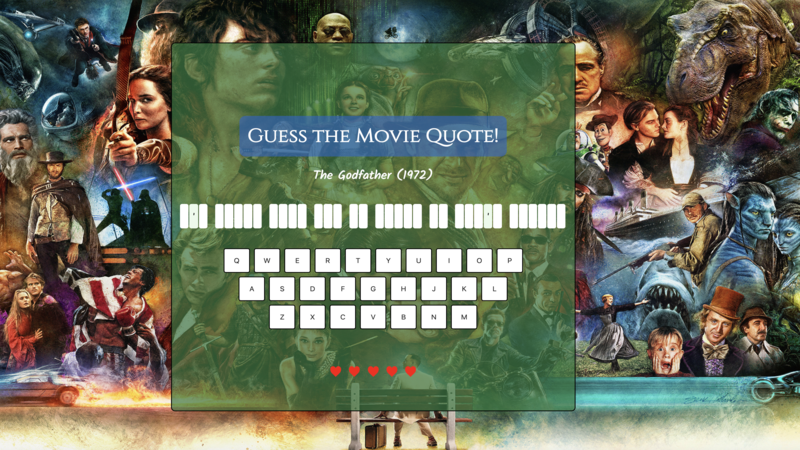 Guess the Movie Quote!
The Godfather (1972)
Q W E R T Y U I O P
A S D F G H J K L
Z X C V B N M